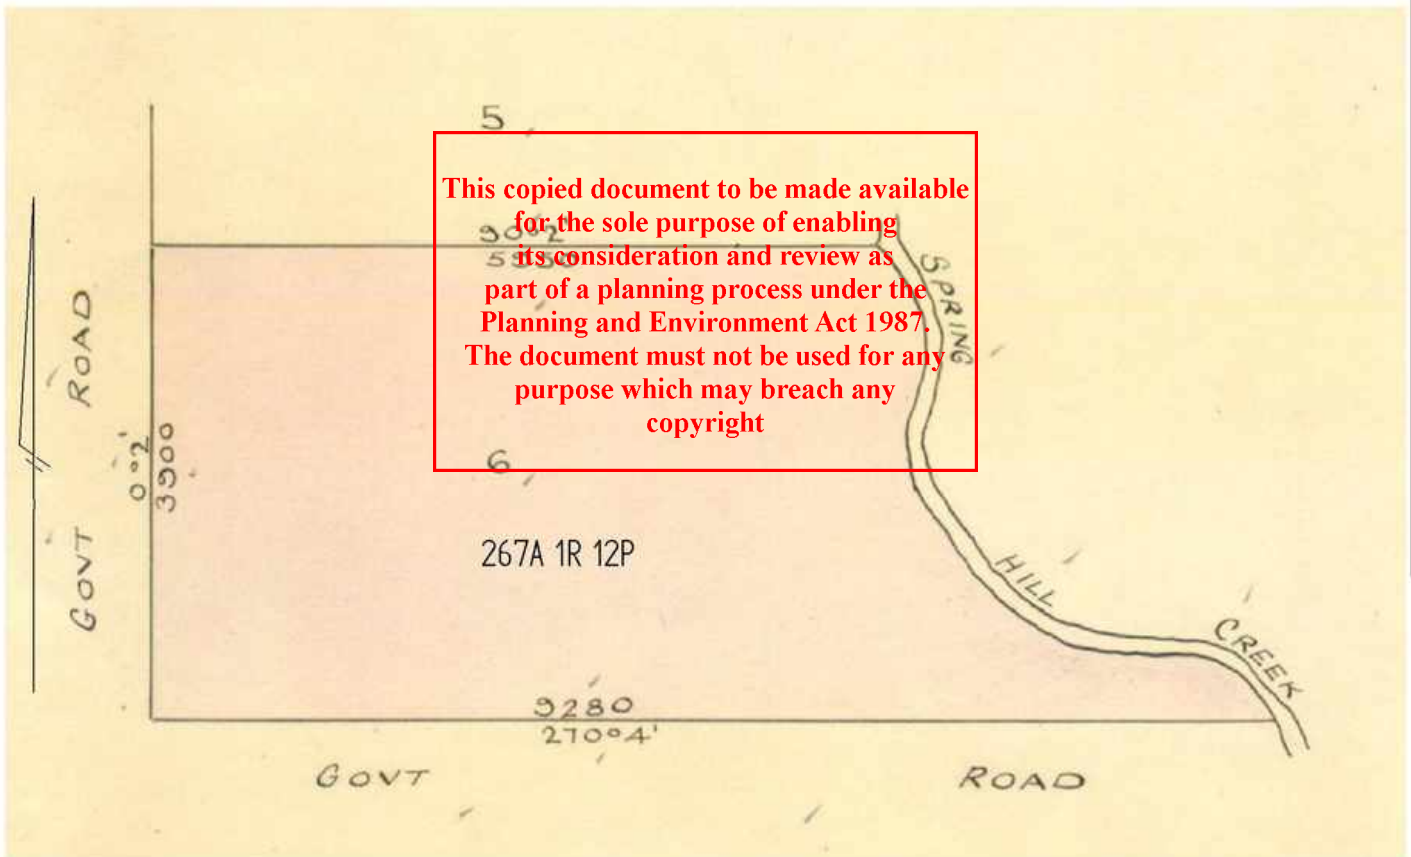 5
This copied document to be made available
for the sole purpose of enabling
its consideration and review as
part of a planning process under the
Planning and Environment Act 1987.
The document must not be used for any
purpose which may breach any
copyright
90°2'
SPRING
GOVT ROAD
0°2'
3900
6
267A 1R 12P
HILL
CREEK
9280
270°4'
GOVT ROAD